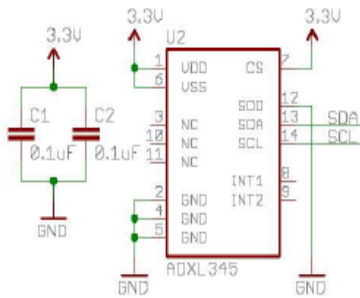 3.3V
3.3V
3.3V
U2
1 VDD CS 7
6 VSS
SDO 12
C1 C2
3 NC SDA 13 SDA
10 NC SCL 14 SCL
0.1uF 0.1uF
11 NC
INT1 8
2 GND INT2 9
4 GND
5 GND
GND
ADXL345
GND GND